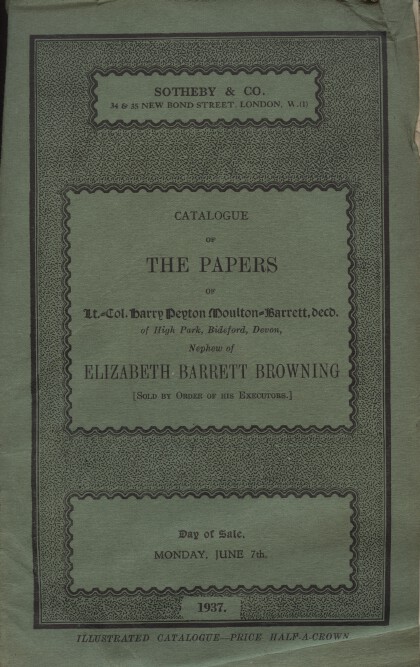 SOTHEBY & CO.
34 & 35 NEW BOND STREET, LONDON, W.(1)
CATALOGUE
OF
THE PAPERS
OF
Lt.-Col. Harry Peyton Moulton-Barrett, decd.
of High Park, Bideford, Devon,
Nephew of
ELIZABETH BARRETT BROWNING
[SOLD BY ORDER OF HIS EXECUTORS.]
Day of Sale.
MONDAY, JUNE 7th.
1937.
ILLUSTRATED CATALOGUE—PRICE HALF-A-CROWN